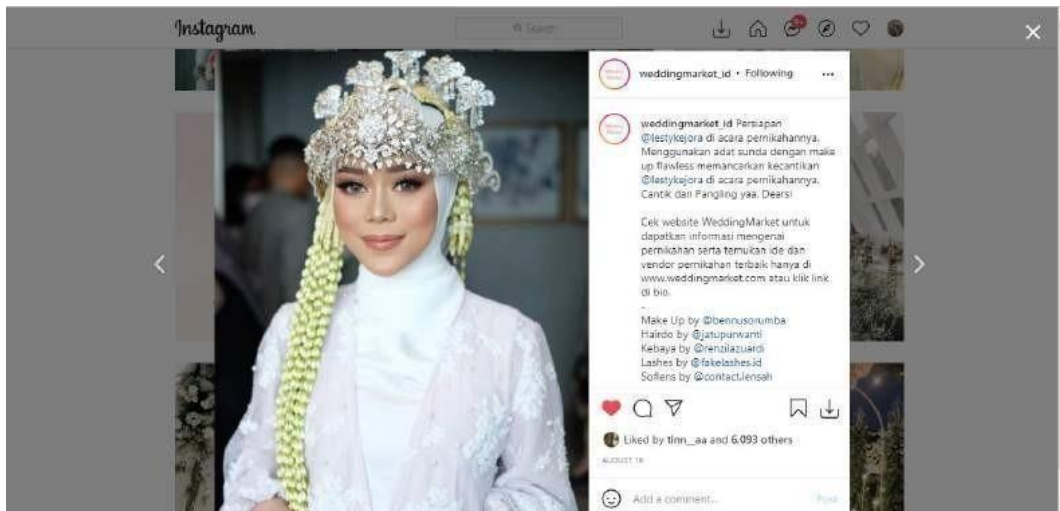 Instagram
Search
9+
weddingmarket_id • Following
weddingmarket_id Persiapan
@lestykejora di acara pernikahannya.
Menggunakan adat sunda dengan make
up flawless memancarkan kecantikan
@lestykejora di acara pernikahannya.
Cantik dan Pangling yaa, Dears!
Cek website WeddingMarket untuk
dapatkan informasi mengenai
pernikahan serta temukan ide dan
vendor pernikahan terbaik hanya di
www.weddingmarket.com atau klik link
di bio.
-
Make Up by @bennusorumba
Hairdo by @jatupurwanti
Kebaya by @renzilazuardi
Lashes by @fakelashes.id
Softens by @contact.lensah
Liked by tinn__aa and 6.093 others
AUGUST 18
Add a comment...
Post